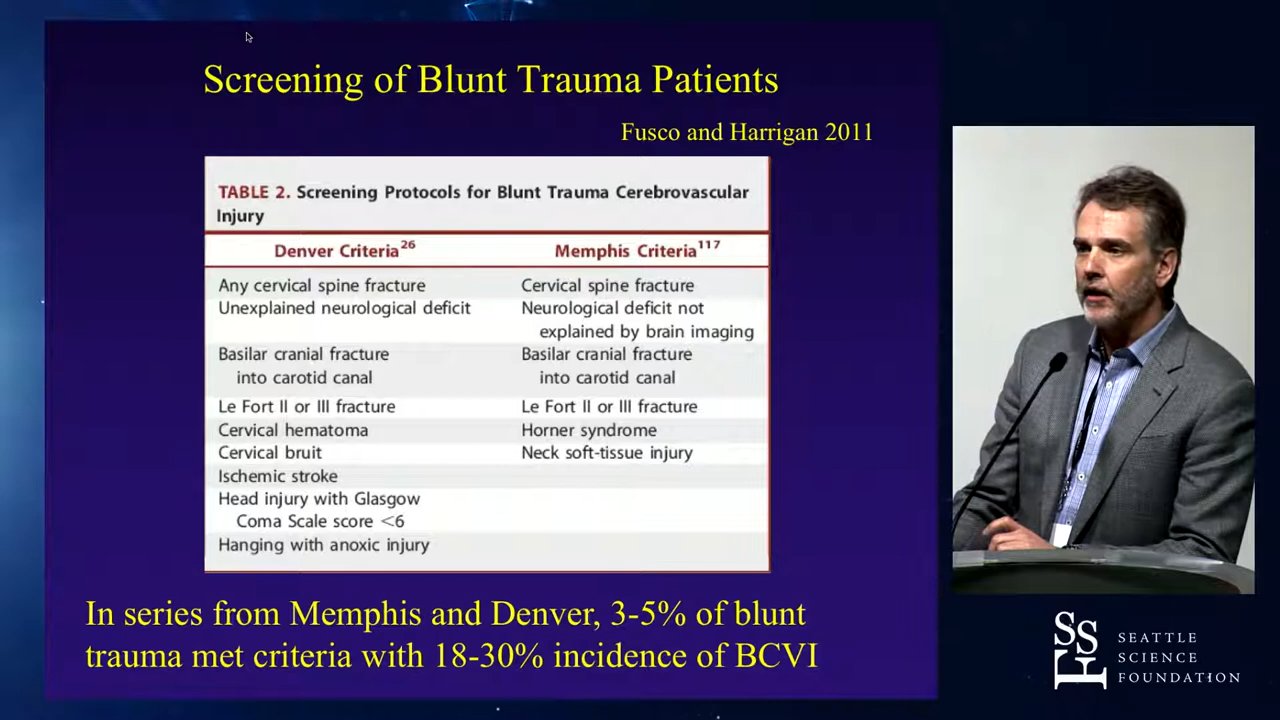 Screening of Blunt Trauma Patients
Fusco and Harrigan 2011
TABLE 2. Screening Protocols for Blunt Trauma Cerebrovascular
Injury
Denver Criteria26
Memphis Criteria117
Any cervical spine fracture
Cervical spine fracture
Unexplained neurological deficit
Neurological deficit not
explained by brain imaging
Basilar cranial fracture
into carotid canal
Basilar cranial fracture
into carotid canal
Le Fort II or III fracture
Le Fort II or III fracture
Cervical hematoma
Horner syndrome
Cervical bruit
Neck soft-tissue injury
Ischemic stroke
Head injury with Glasgow
Coma Scale score <6
Hanging with anoxic injury
In series from Memphis and Denver, 3-5% of blunt
trauma met criteria with 18-30% incidence of BCVI
SSF
SEATTLE
SCIENCE
FOUNDATION